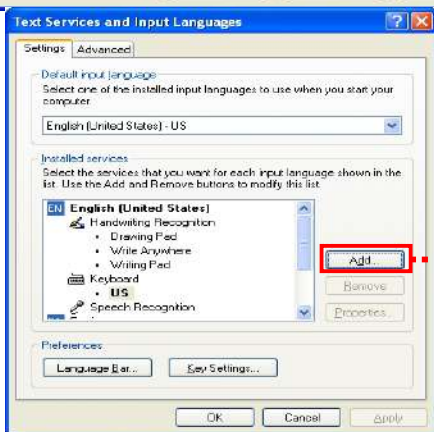 Text Services and Input Languages
Settings Advanced
Default input language
Select one of the installed input languages to use when you start your
computer.
English (United States) - US
Installed services
Select the services that you want for each input language shown in the
list. Use the Add and Remove buttons to modify this list.
EN English (United States)
Handwriting Recognition
• Drawing Pad
• Write Anywhere
• Writing Pad
Keyboard
• US
Speech Recognition
Add...
Remove
Properties...
Preferences
Language Bar...
Key Settings...
OK
Cancel
Apply